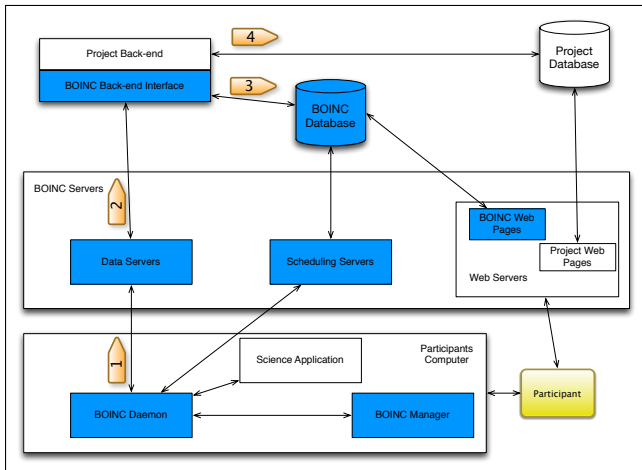 4
Project Back-end
BOINC Back-end Interface
3
BOINC
Database
Project
Database
BOINC Servers
2
BOINC Web
Pages
Project Web
Pages
Web Servers
Data Servers
Scheduling Servers
1
Science Application
Participants
Computer
BOINC Daemon
BOINC Manager
Participant